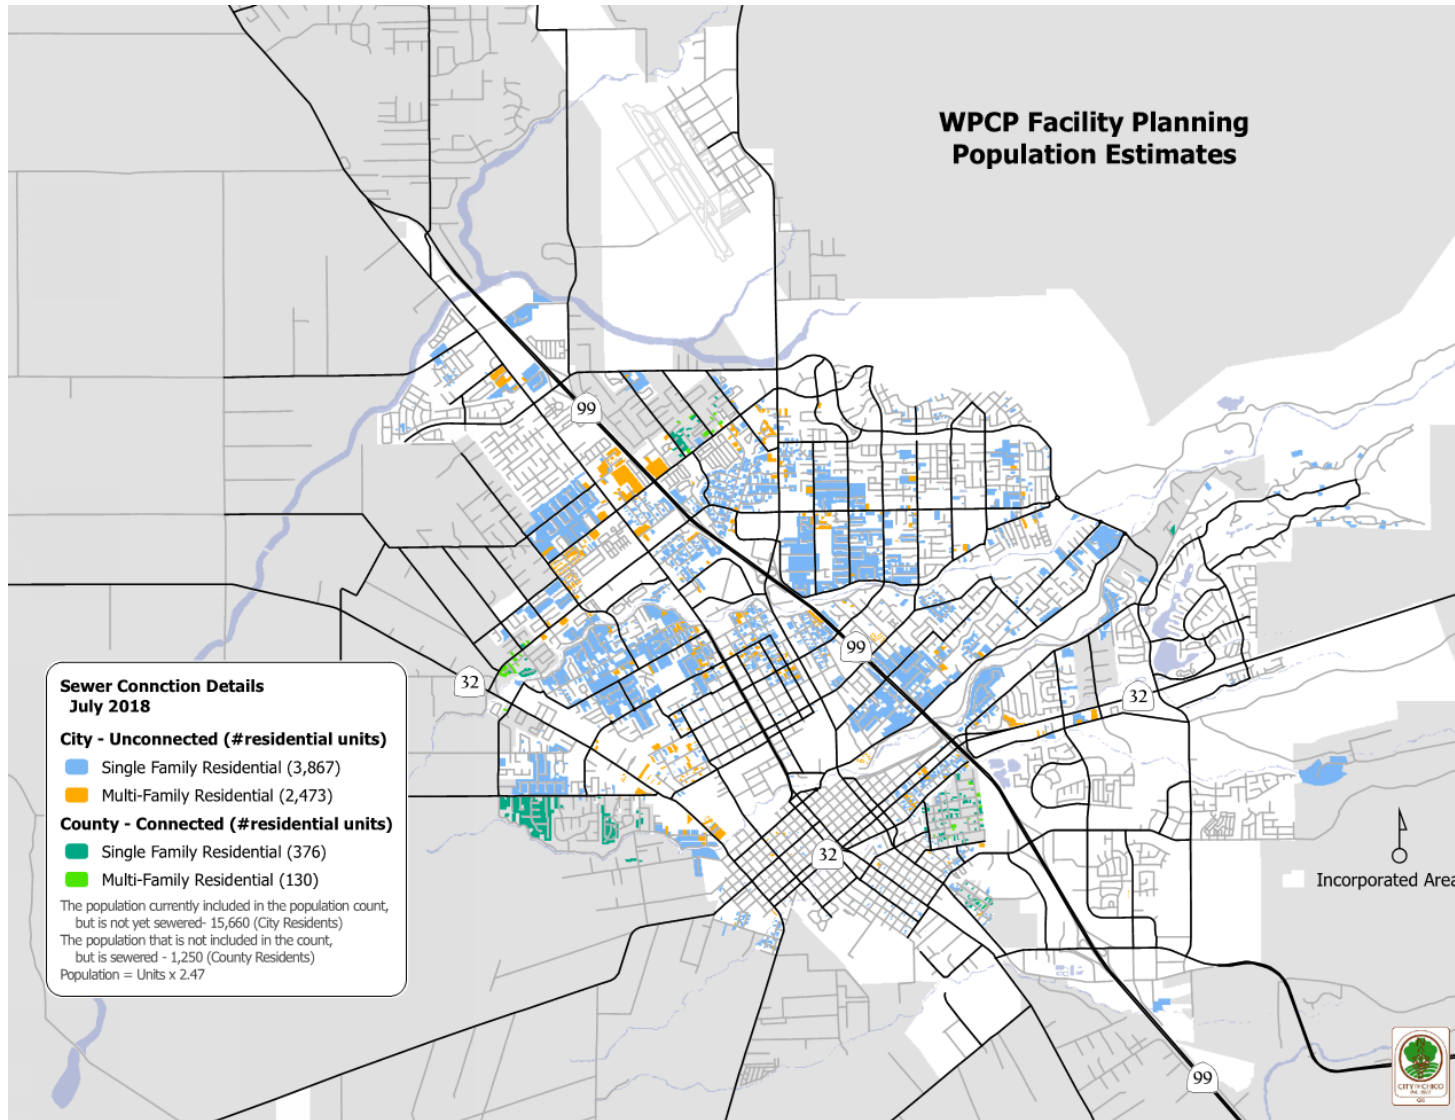 WPCP Facility Planning
Population Estimates
99
99
32
32
Sewer Connction Details
July 2018
City - Unconnected (#residential units)
Single Family Residential (3,867)
Multi-Family Residential (2,473)
County - Connected (#residential units)
Single Family Residential (376)
Multi-Family Residential (130)
The population currently included in the population count,
but is not yet sewered- 15,660 (City Residents)
The population that is not included in the count,
but is sewered - 1,250 (County Residents)
Population = Units x 2.47
32
Incorporated Area
99
CITY OF CHICO
GIS